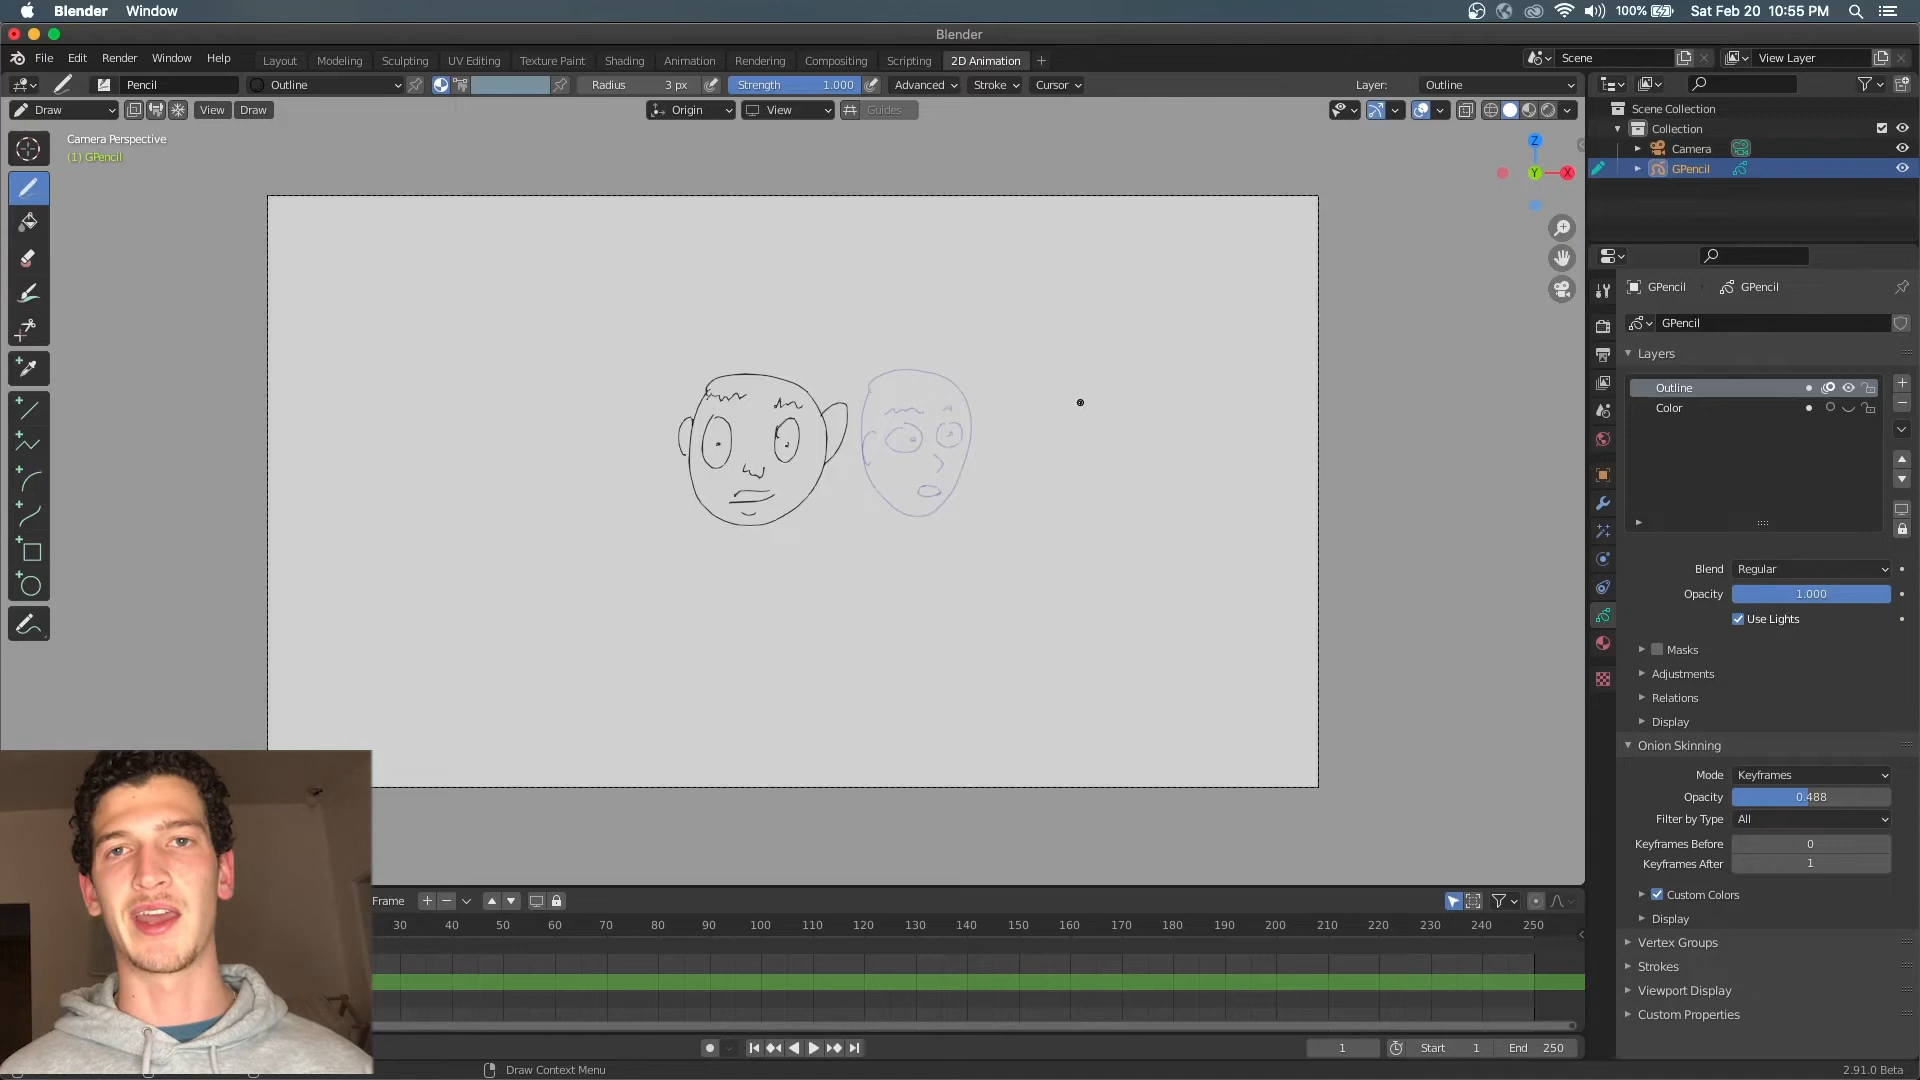 Blender Window 100% Sat Feb 20 10:55 PM
Blender
File Edit Render Window Help Layout Modeling Sculpting UV Editing Texture Paint Shading Animation Rendering Compositing Scripting 2D Animation + Scene View Layer
Pencil Outline Radius 3 px Strength 1.000 Advanced Stroke Cursor Layer: Outline
Draw View Draw Origin View Guides
Scene Collection
Collection
Camera
GPencil
Camera Perspective
(1) GPencil
Z
Y
X
GPencil GPencil
GPencil
Layers
Outline
Color
Blend Regular
Opacity 1.000
Use Lights
Masks
Adjustments
Relations
Display
Onion Skinning
Mode Keyframes
Opacity 0.488
Filter by Type All
Keyframes Before 0
Keyframes After 1
Custom Colors
Display
Vertex Groups
Strokes
Viewport Display
Custom Properties
Frame
30 40 50 60 70 80 90 100 110 120 130 140 150 160 170 180 190 200 210 220 230 240 250
1 Start 1 End 250
Draw Context Menu
2.91.0 Beta